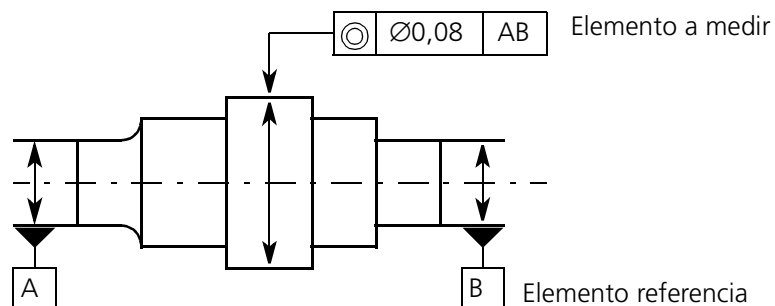 ◎ Ø0,08 AB Elemento a medir
A B Elemento referencia